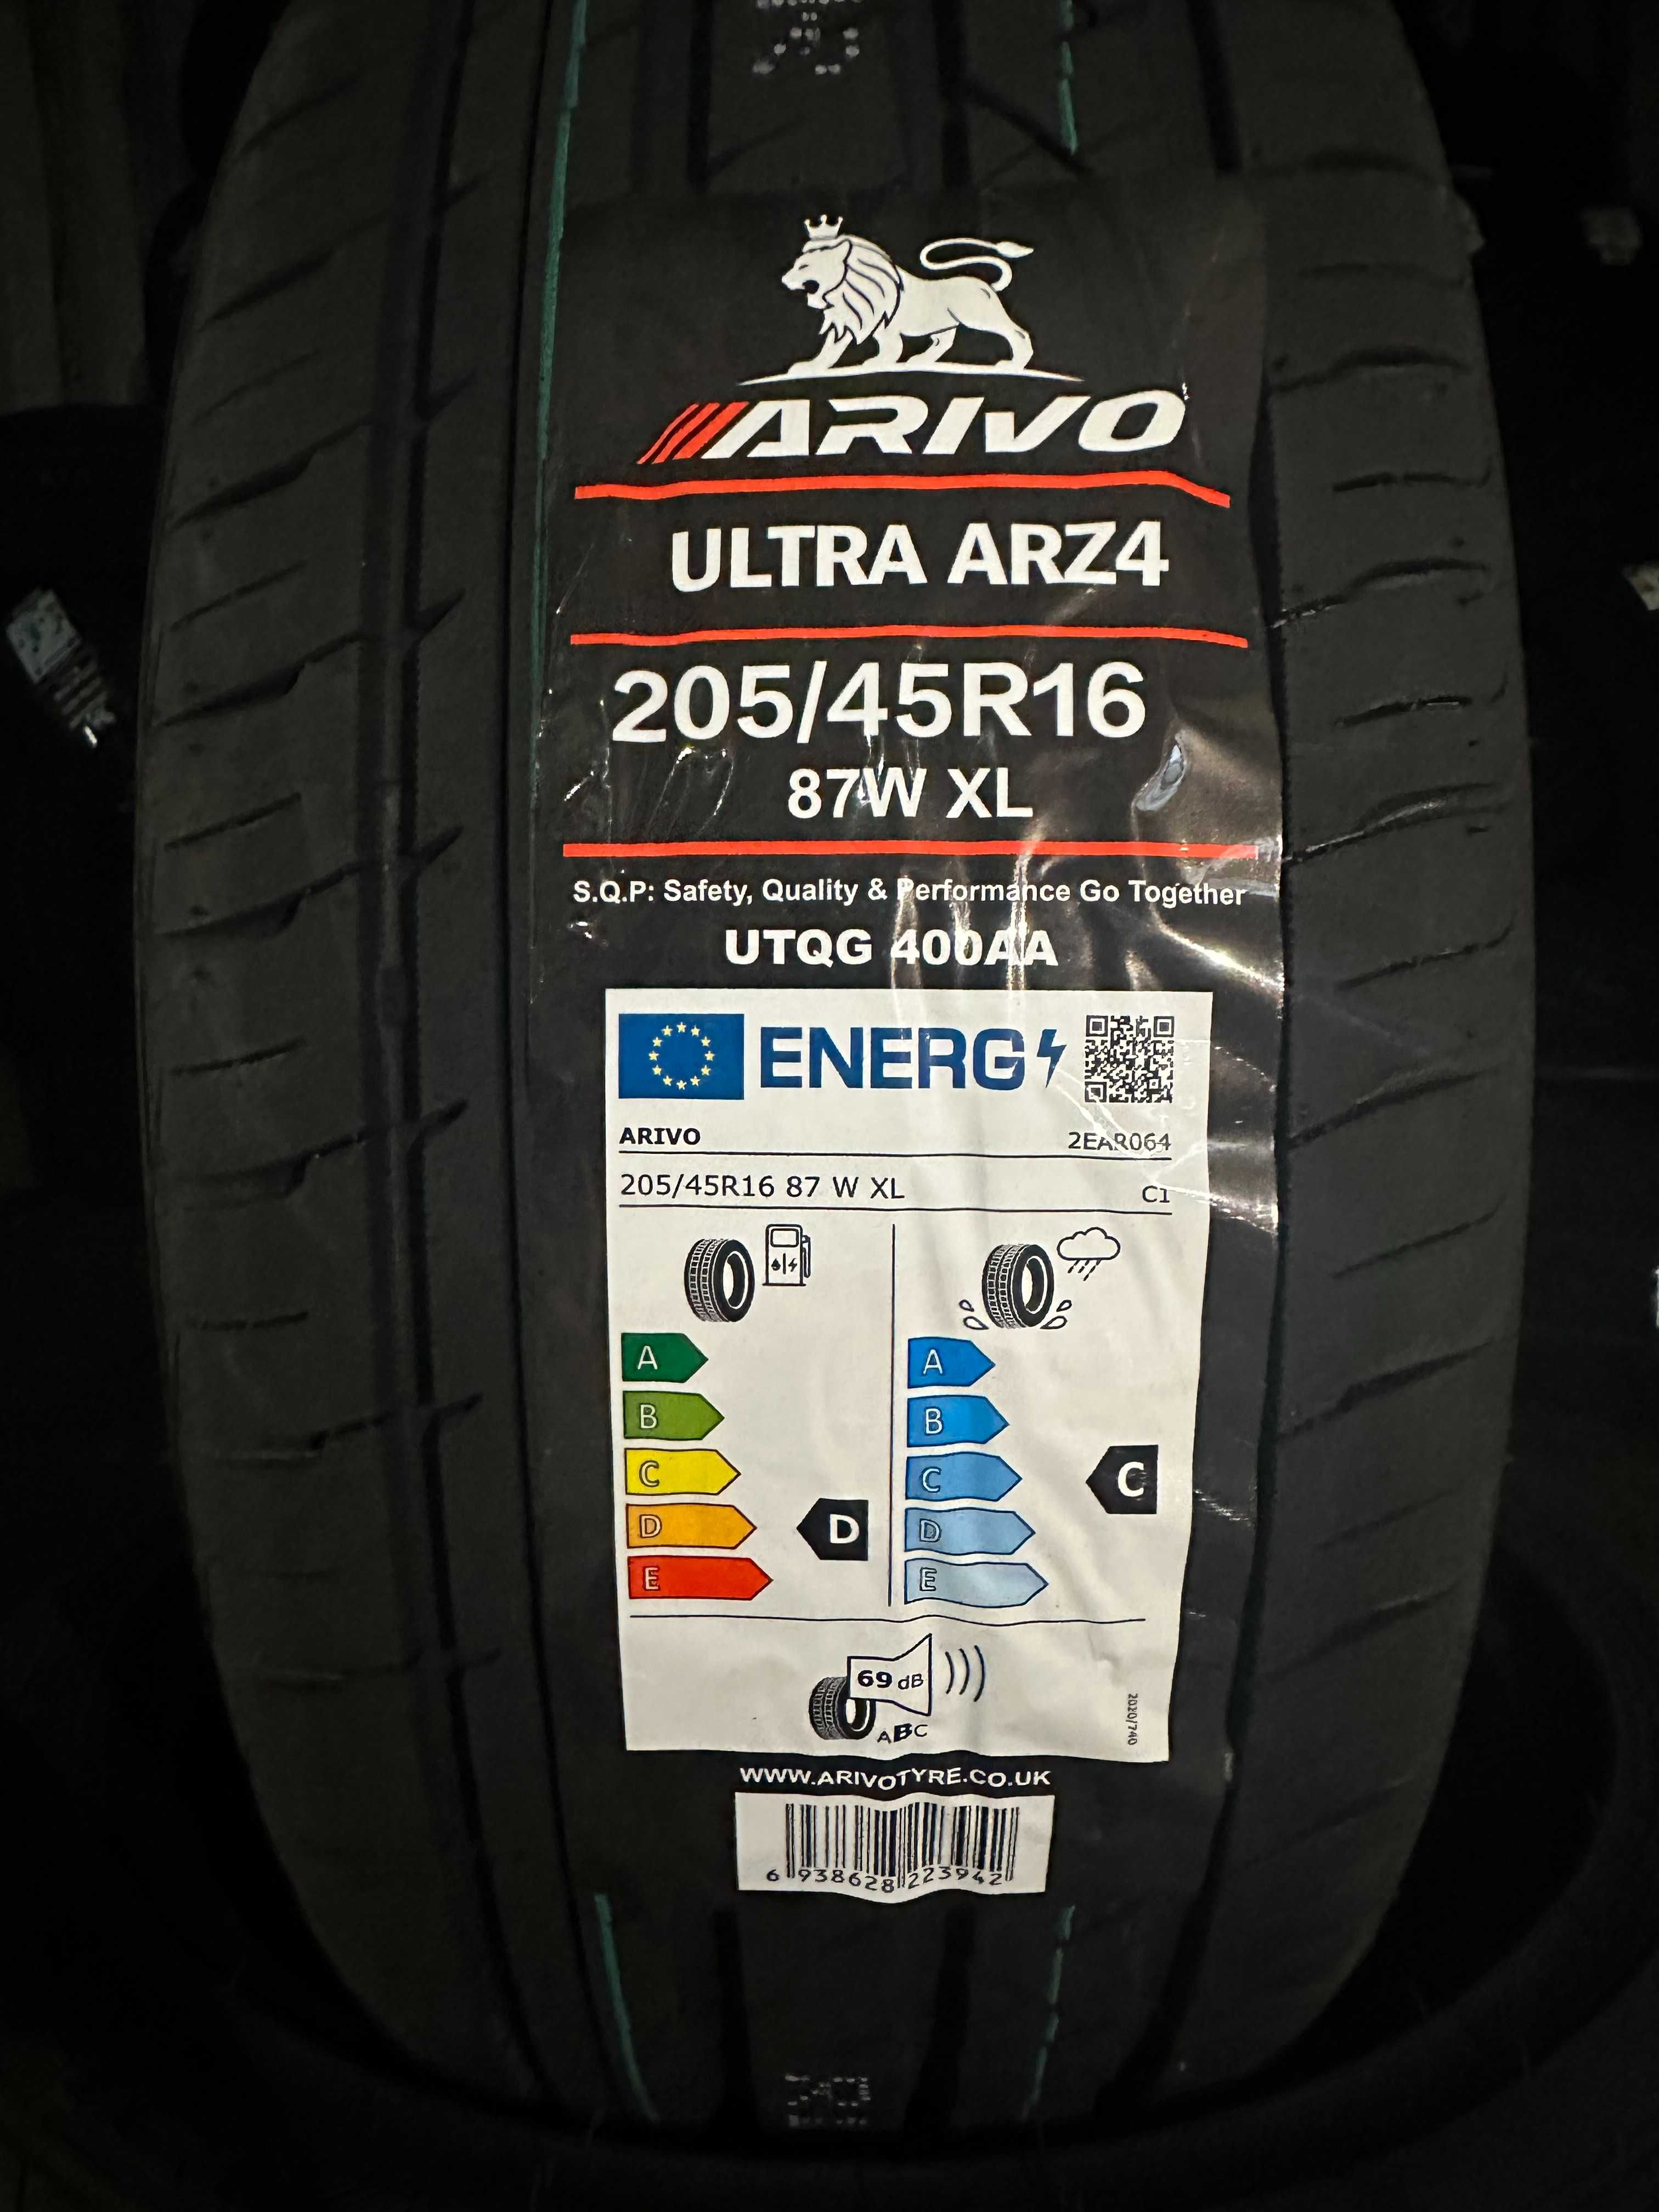 ARIVO
ULTRA ARZ4
205/45R16
87W XL
S.Q.P: Safety, Quality & Performance Go Together
UTQG 400AA
ENERG
ARIVO 2EAR064
205/45R16 87 W XL C1
A A
B B
C C C
D D D
E E
69 dB
ABC
2020/740
WWW.ARIVOTYRE.CO.UK
6 938628 223942